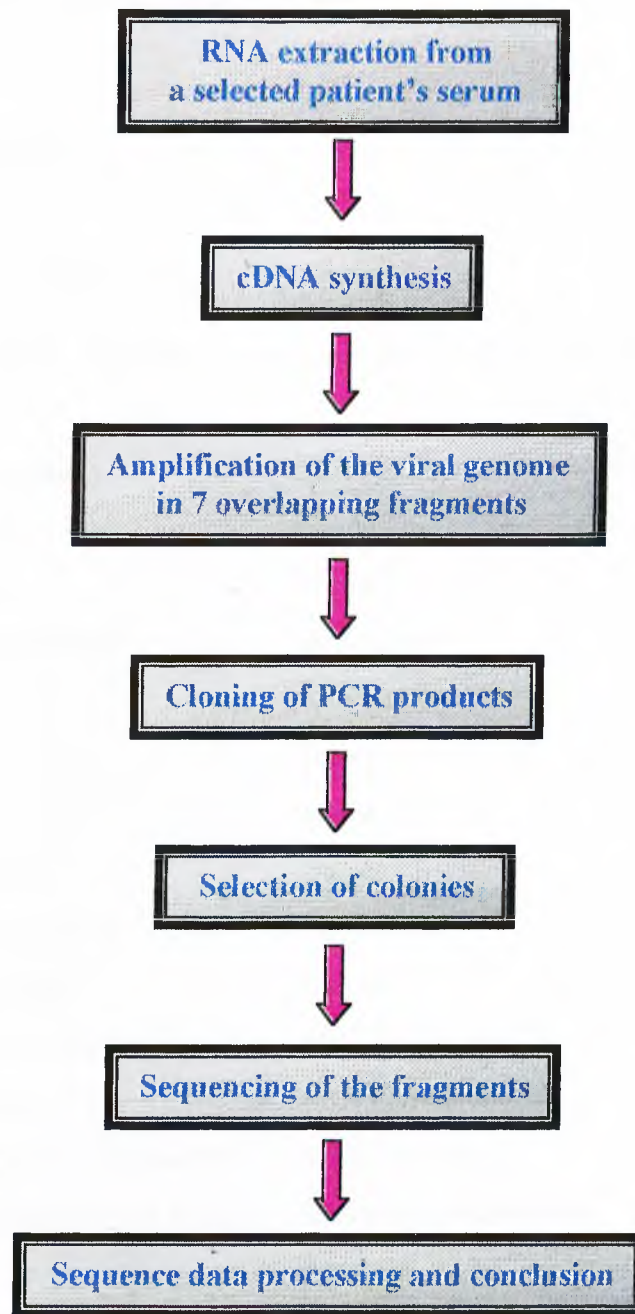 RNA extraction from
a selected patient's serum
cDNA synthesis
Amplification of the viral genome
in 7 overlapping fragments
Cloning of PCR products
Selection of colonies
Sequencing of the fragments
Sequence data processing and conclusion